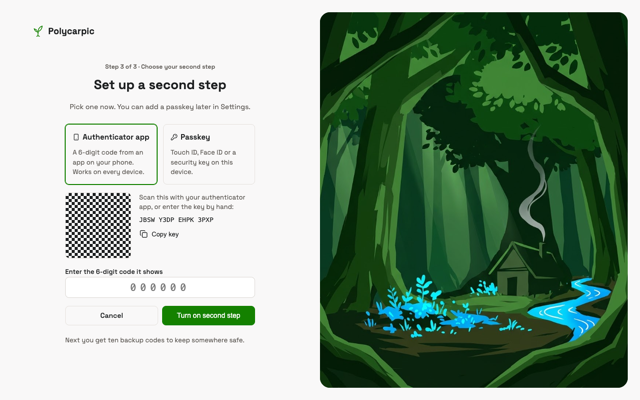 Polycarpic
Step 3 of 3 · Choose your second step
Set up a second step
Pick one now. You can add a passkey later in Settings.
Authenticator app
A 6-digit code from an
app on your phone.
Works on every device.
Passkey
Touch ID, Face ID or a
security key on this
device.
Scan this with your authenticator
app, or enter the key by hand:
JBSW Y3DP EHPK 3PXP
Copy key
Enter the 6-digit code it shows
000000
Cancel
Turn on second step
Next you get ten backup codes to keep somewhere safe.